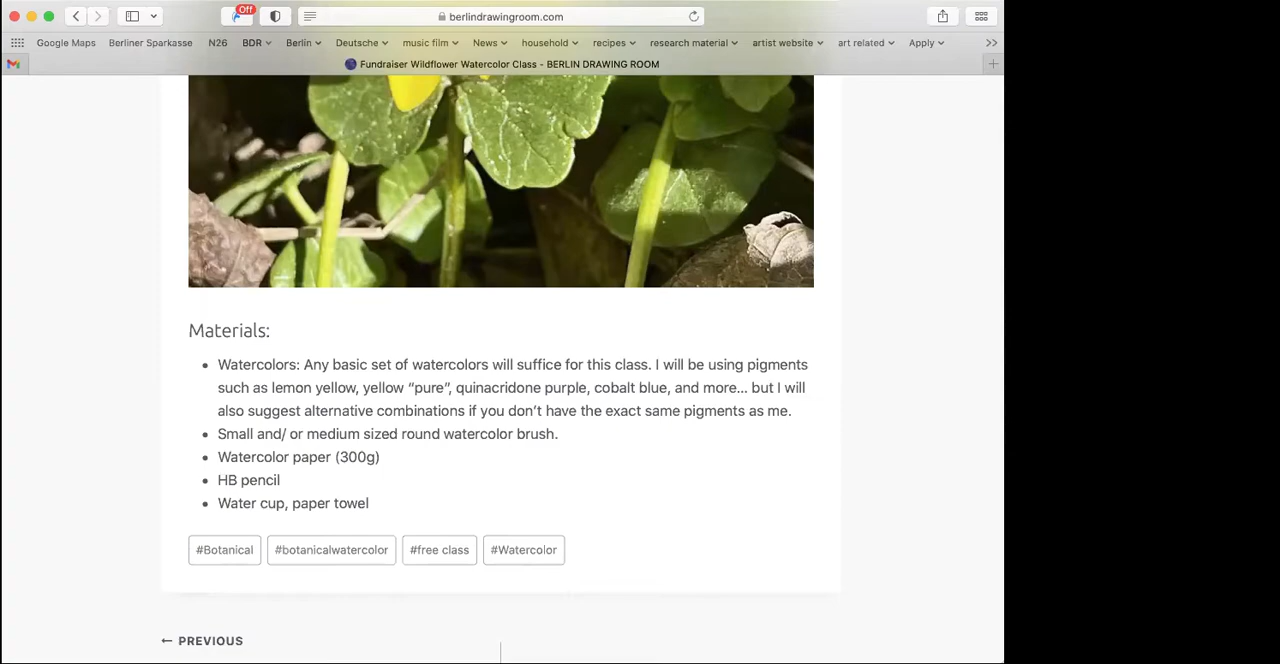 Off
berlindrawingroom.com
Google Maps Berliner Sparkasse N26 BDR Berlin Deutsche music film News household recipes research material artist website art related Apply
Fundraiser Wildflower Watercolor Class - BERLIN DRAWING ROOM
Materials:
• Watercolors: Any basic set of watercolors will suffice for this class. I will be using pigments
such as lemon yellow, yellow “pure”, quinacridone purple, cobalt blue, and more... but I will
also suggest alternative combinations if you don’t have the exact same pigments as me.
• Small and/ or medium sized round watercolor brush.
• Watercolor paper (300g)
• HB pencil
• Water cup, paper towel
#Botanical #botanicalwatercolor #free class #Watercolor
← PREVIOUS